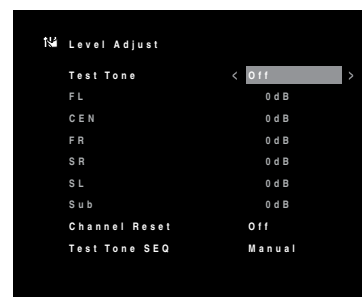 Level Adjust
Test Tone < Off >
FL 0dB
CEN 0dB
FR 0dB
SR 0dB
SL 0dB
Sub 0dB
Channel Reset Off
Test Tone SEQ Manual